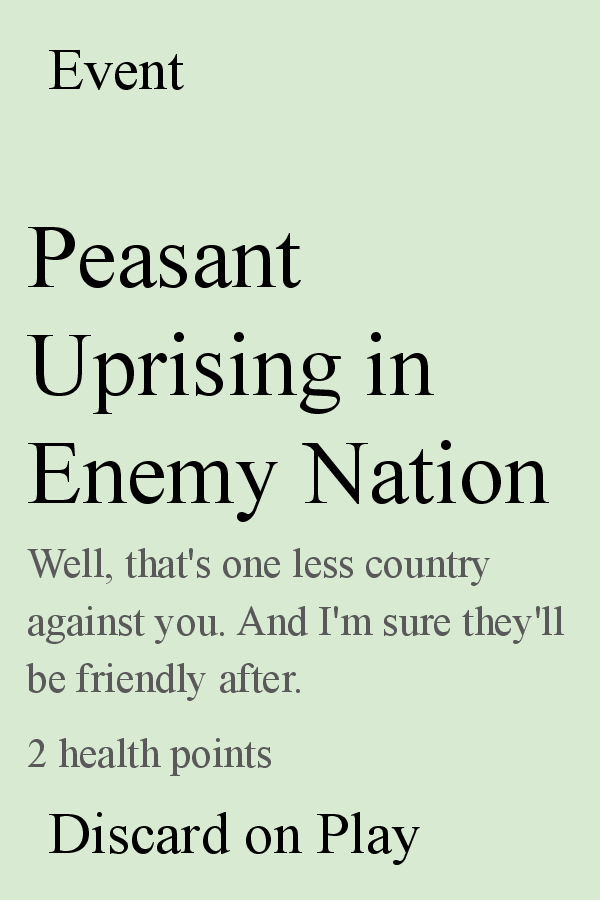 Event
Peasant
Uprising in
Enemy Nation
Well, that's one less country
against you. And I'm sure they'll
be friendly after.
2 health points
Discard on Play